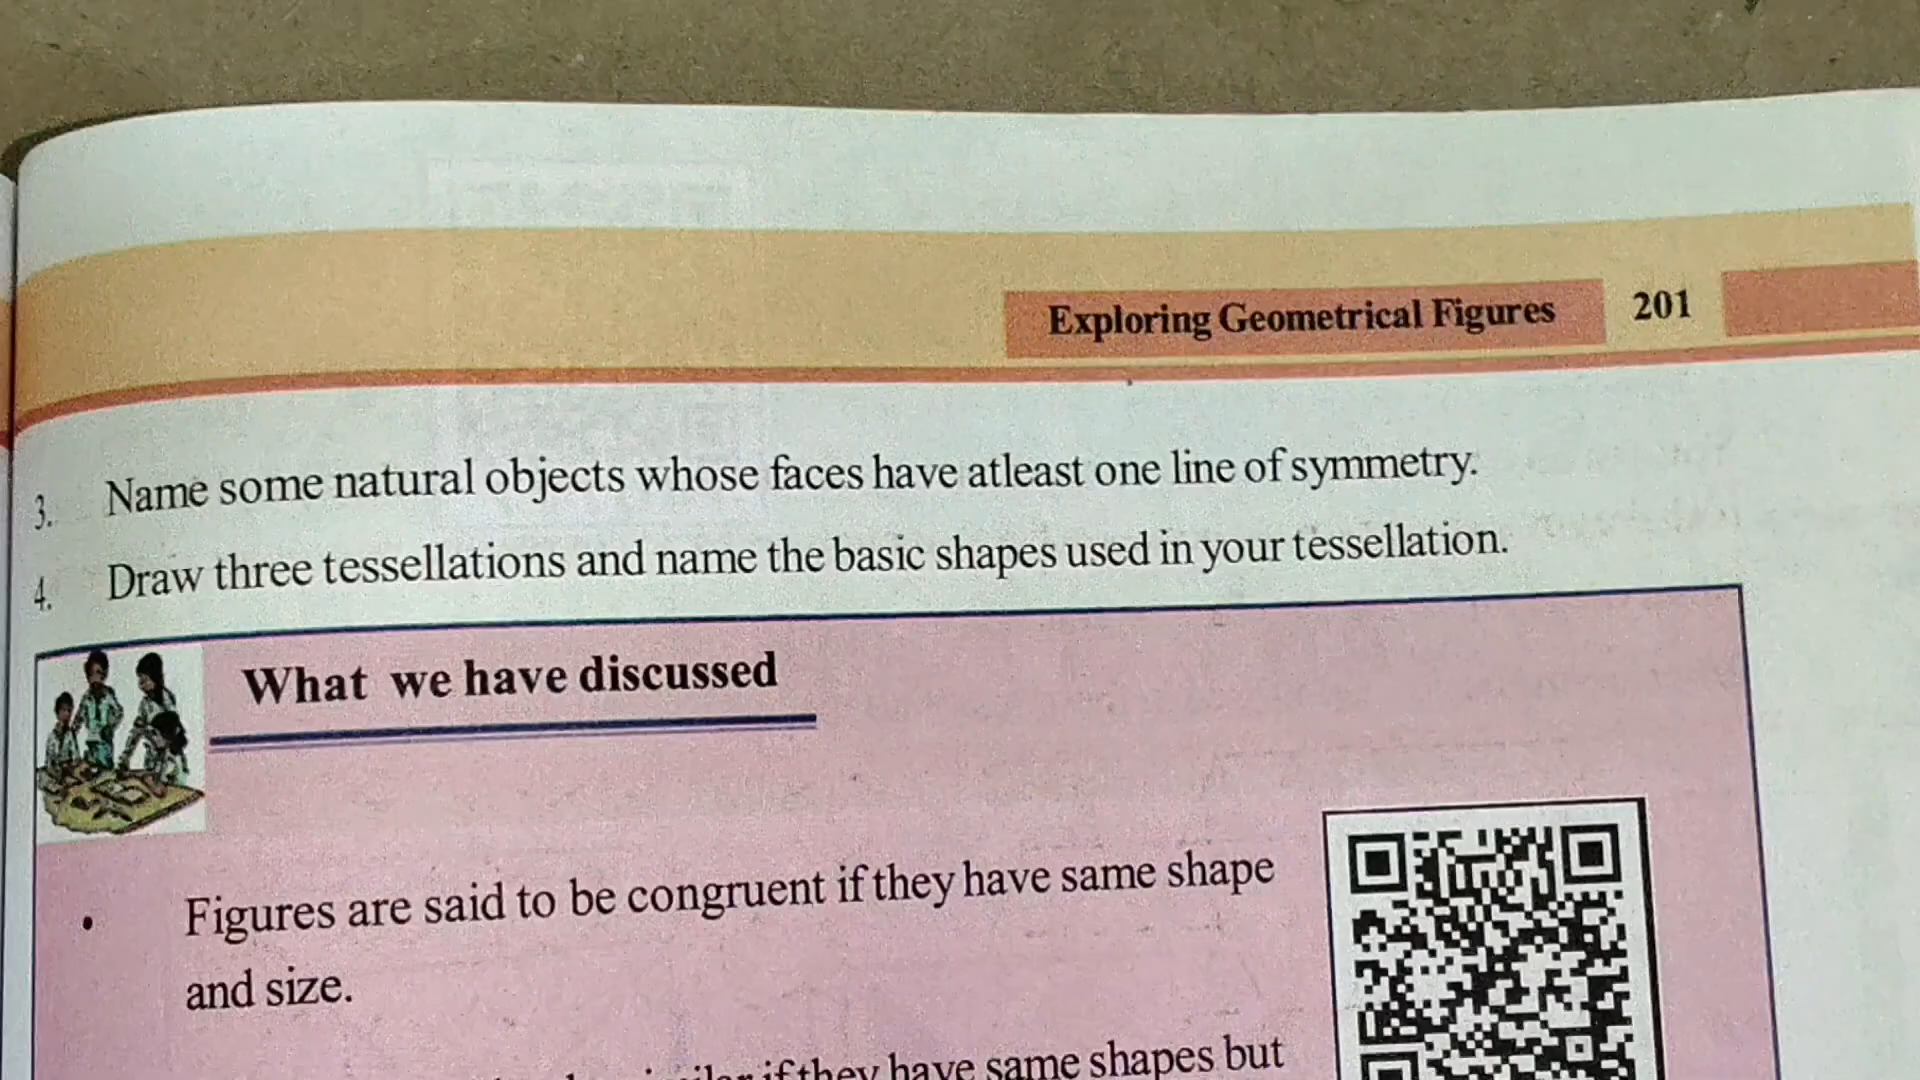 Exploring Geometrical Figures 201
3. Name some natural objects whose faces have atleast one line of symmetry.
4. Draw three tessellations and name the basic shapes used in your tessellation.
What we have discussed
• Figures are said to be congruent if they have same shape
and size.
if they have same shapes but